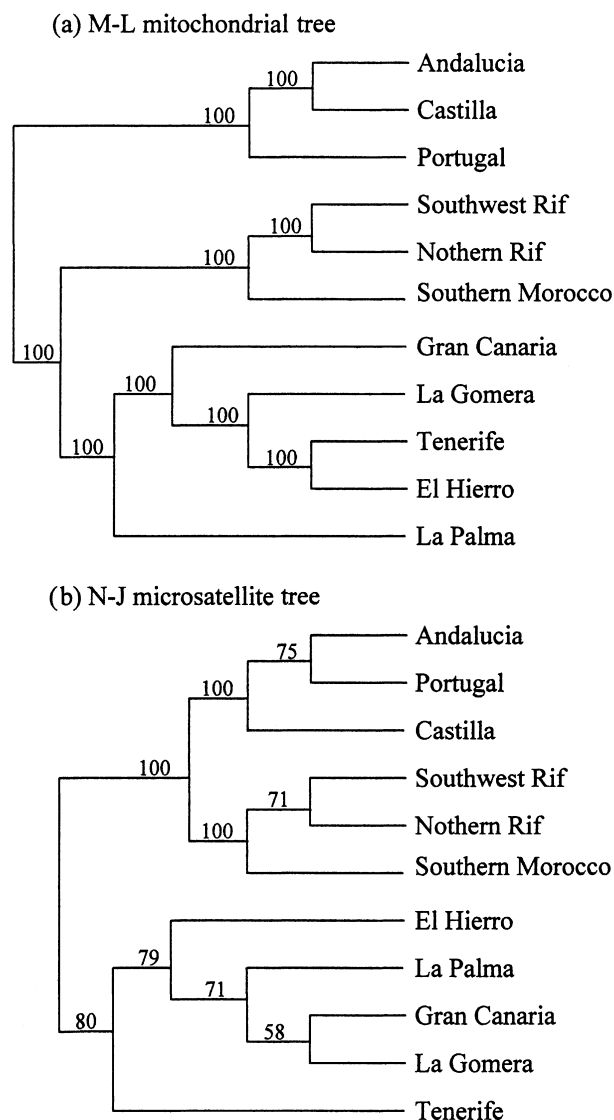 (a) M-L mitochondrial tree
100
Andalucia
100
Castilla
Portugal
100
Southwest Rif
100
Nothern Rif
Southern Morocco
100
Gran Canaria
100
La Gomera
100
Tenerife
100
100
El Hierro
La Palma
(b) N-J microsatellite tree
Andalucia
75
100
Portugal
Castilla
100
Southwest Rif
71
100
Nothern Rif
Southern Morocco
El Hierro
79
La Palma
71
Gran Canaria
80
58
La Gomera
Tenerife